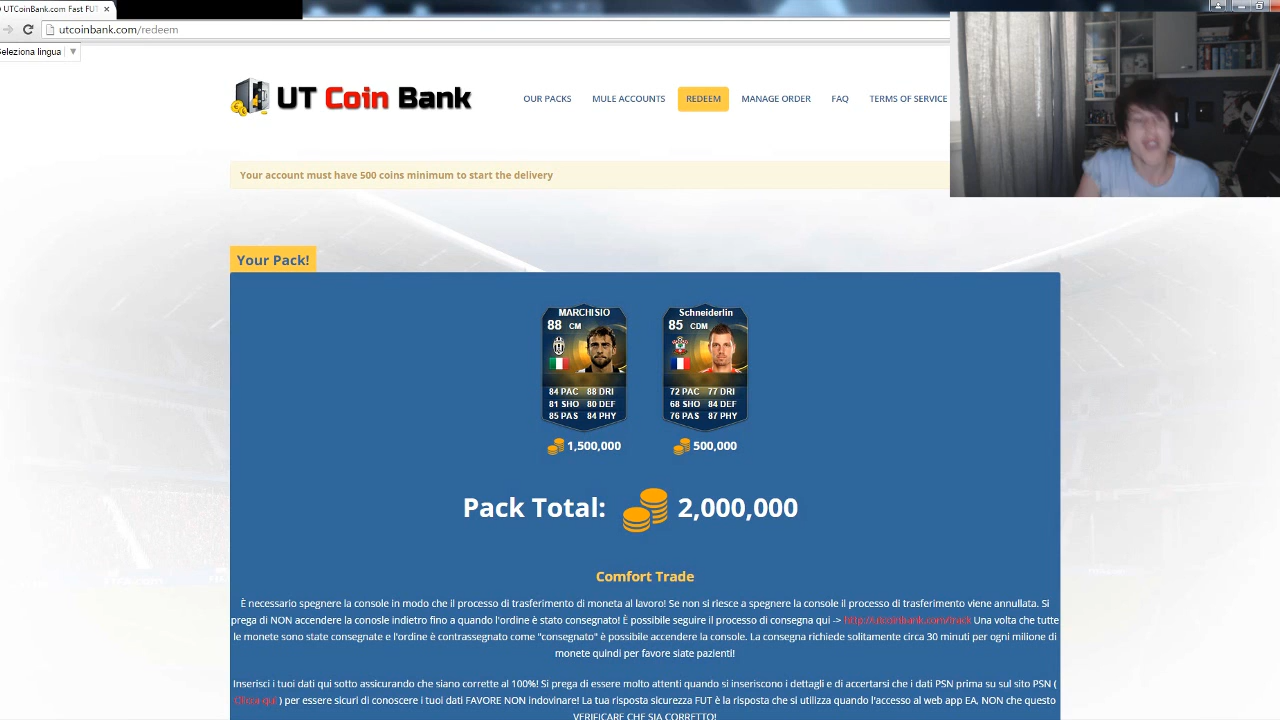 UTCoinBank.com Fast FUT
utcoinbank.com/redeem
Seleziona lingua
UT Coin Bank
OUR PACKS
MULE ACCOUNTS
REDEEM
MANAGE ORDER
FAQ
TERMS OF SERVICE
Your account must have 500 coins minimum to start the delivery
Your Pack!
MARCHISIO
88 CM
84 PAC 88 DRI
81 SHO 80 DEF
85 PAS 84 PHY
1,500,000
Schneiderlin
85 CDM
72 PAC 77 DRI
68 SHO 84 DEF
76 PAS 87 PHY
500,000
Pack Total: 2,000,000
Comfort Trade
È necessario spegnere la console in modo che il processo di trasferimento di moneta al lavoro! Se non si riesce a spegnere la console il processo di trasferimento viene annullata. Si
prega di NON accendere la conosle indietro fino a quando l'ordine è stato consegnato! È possibile seguire il processo di consegna qui -> http://utcoinbank.com/track Una volta che tutte
le monete sono state consegnate e l'ordine è contrassegnato come "consegnato" è possibile accendere la console. La consegna richiede solitamente circa 30 minuti per ogni milione di
monete quindi per favore siate pazienti!
Inserisci i tuoi dati qui sotto assicurando che siano corrette al 100%! Si prega di essere molto attenti quando si inseriscono i dettagli e di accertarsi che i dati PSN prima su sul sito PSN (
Clicca qui ) per essere sicuri di conoscere i tuoi dati FAVORE NON indovinare! La tua risposta sicurezza FUT è la risposta che si utilizza quando l'accesso al web app EA, NON che questo
VERIFICARE CHE SIA CORRETTO!